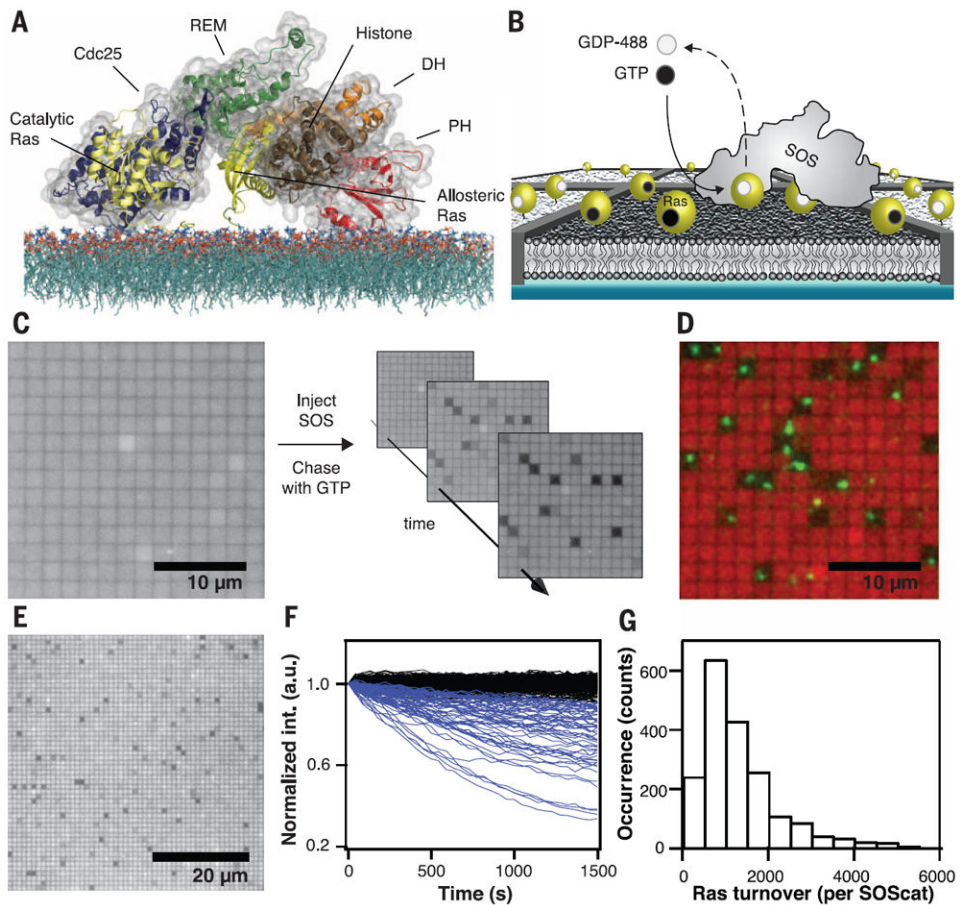 A
REM
Histone
Cdc25
DH
Catalytic
Ras
PH
Allosteric
Ras
B
GDP-488
GTP
SOS
Ras
C
10 µm
Inject
SOS
Chase
with GTP
time
D
10 µm
E
20 µm
F
Normalized int. (a.u.)
1.0
0.6
0.2
0
500
1000
1500
Time (s)
G
Occurrence (counts)
600
400
200
0
0
2000
4000
6000
Ras turnover (per SOScat)